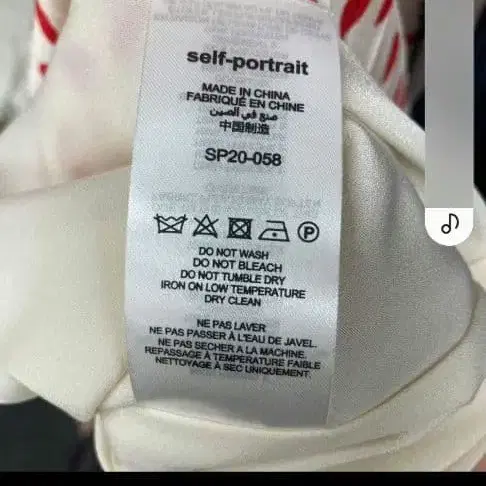 self-portrait
MADE IN CHINA
FABRIQUÉ EN CHINE
صنع في الصين
中国制造
SP20-058
P
DO NOT WASH
DO NOT BLEACH
DO NOT TUMBLE DRY
IRON ON LOW TEMPERATURE
DRY CLEAN
NE PAS LAVER
NE PAS PASSER À L'EAU DE JAVEL.
NE PAS SECHER A LA MACHINE.
REPASSAGE À TEMPERATURE FAIBLE
NETTOYAGE À SEC UNIQUEMENT.